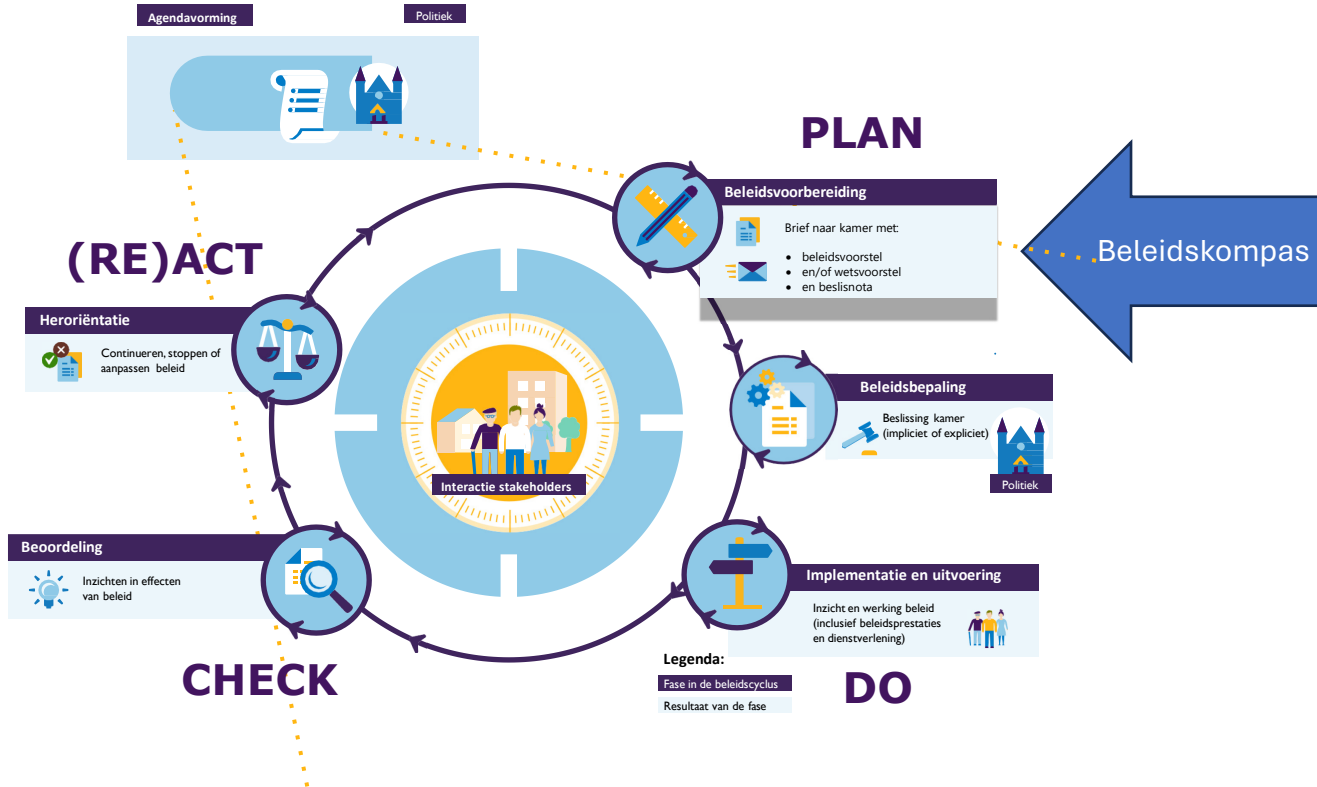 Agendavorming
Politiek
PLAN
Beleidsvoorbereiding
Brief naar kamer met:
• beleidsvoorstel
• en/of wetsvoorstel
• en beslisnota
Beleidskompas
(RE)ACT
Heroriëntatie
Continueren, stoppen of
aanpassen beleid
Beleidsbepaling
Beslissing kamer
(impliciet of expliciet)
Politiek
Interactie stakeholders
Beoordeling
Inzichten in effecten
van beleid
Implementatie en uitvoering
Inzicht en werking beleid
(inclusief beleidsprestaties
en dienstverlening)
CHECK
Legenda:
Fase in de beleidscyclus
Resultaat van de fase
DO